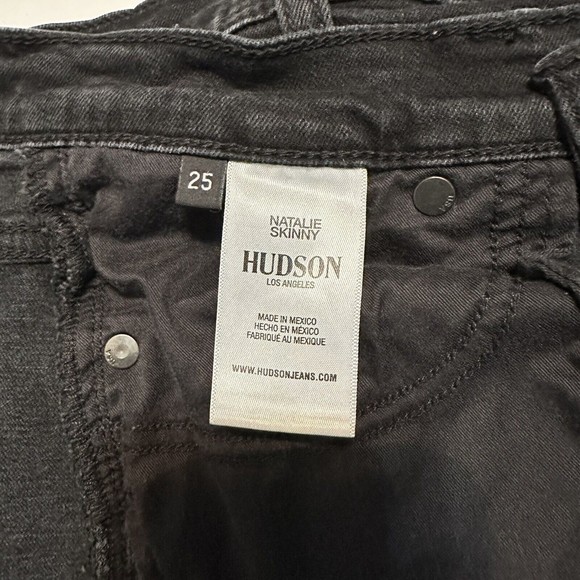 25
NATALIE
SKINNY
HUDSON
LOS ANGELES
MADE IN MEXICO
HECHO EN MÉXICO
FABRIQUÉ AU MEXIQUE
WWW.HUDSONJEANS.COM